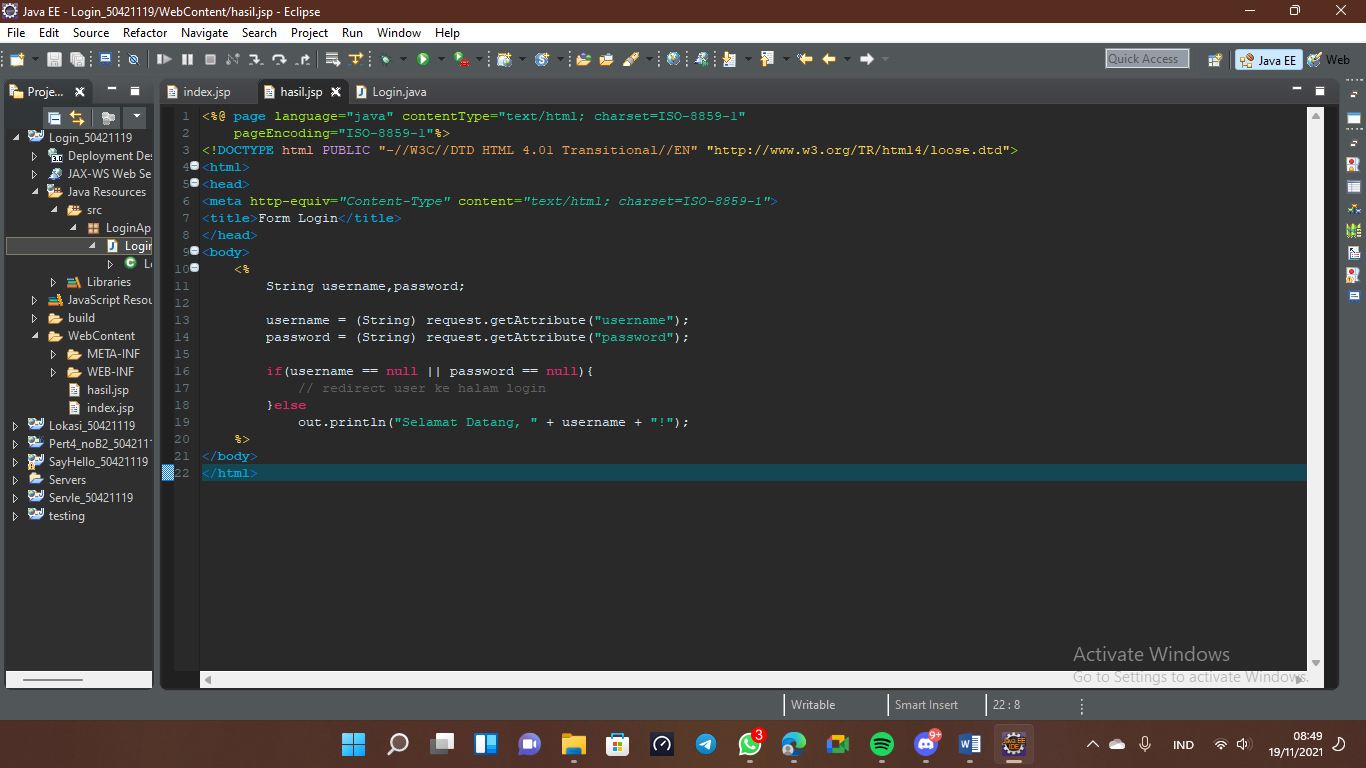 Java EE - Login_50421119/WebContent/hasil.jsp - Eclipse
File Edit Source Refactor Navigate Search Project Run Window Help
Quick Access Java EE Web
Proje... index.jsp hasil.jsp Login.java
Login_50421119
Deployment Des
JAX-WS Web Se
Java Resources
src
LoginAp
Login
Libraries
JavaScript Resou
build
WebContent
META-INF
WEB-INF
hasil.jsp
index.jsp
Lokasi_50421119
Pert4_noB2_504211
SayHello_50421119
Servers
Servle_50421119
testing
1 <%@ page language="java" contentType="text/html; charset=ISO-8859-1"
2 pageEncoding="ISO-8859-1"%>
3 <!DOCTYPE html PUBLIC "-//W3C//DTD HTML 4.01 Transitional//EN" "http://www.w3.org/TR/html4/loose.dtd">
4 <html>
5 <head>
6 <meta http-equiv="Content-Type" content="text/html; charset=ISO-8859-1">
7 <title>Form Login</title>
8 </head>
9 <body>
10 <%
11 String username,password;
12
13 username = (String) request.getAttribute("username");
14 password = (String) request.getAttribute("password");
15
16 if(username == null || password == null){
17 // redirect user ke halam login
18 }else
19 out.println("Selamat Datang, " + username + "!");
20 %>
21 </body>
22 </html>
Activate Windows
Go to Settings to activate Windows.
Writable Smart Insert 22 : 8
3 9+ IND 08:49
19/11/2021